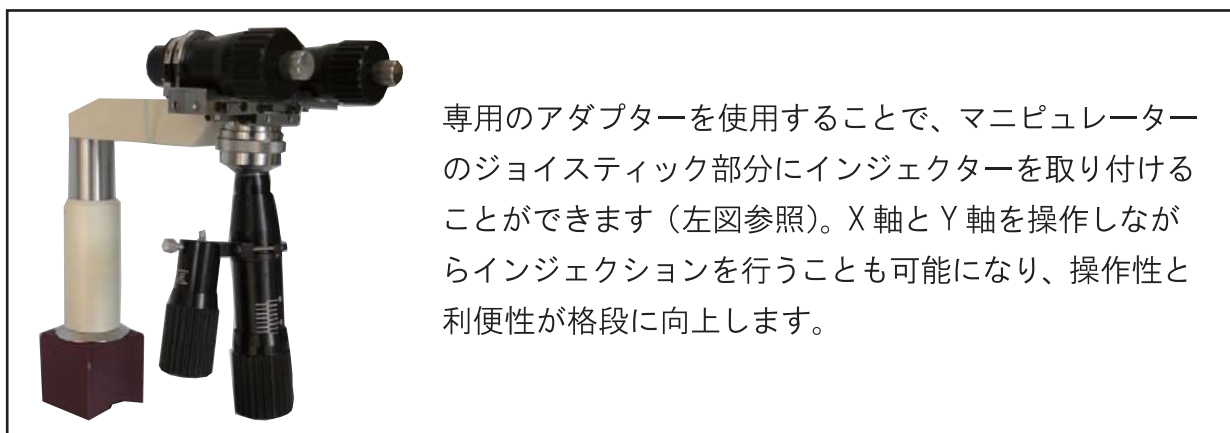 専用のアダプターを使用することで、マニピュレーター
のジョイスティック部分にインジェクターを取り付ける
ことができます（左図参照）。X 軸と Y 軸を操作しなが
らインジェクションを行うことも可能になり、操作性と
利便性が格段に向上します。